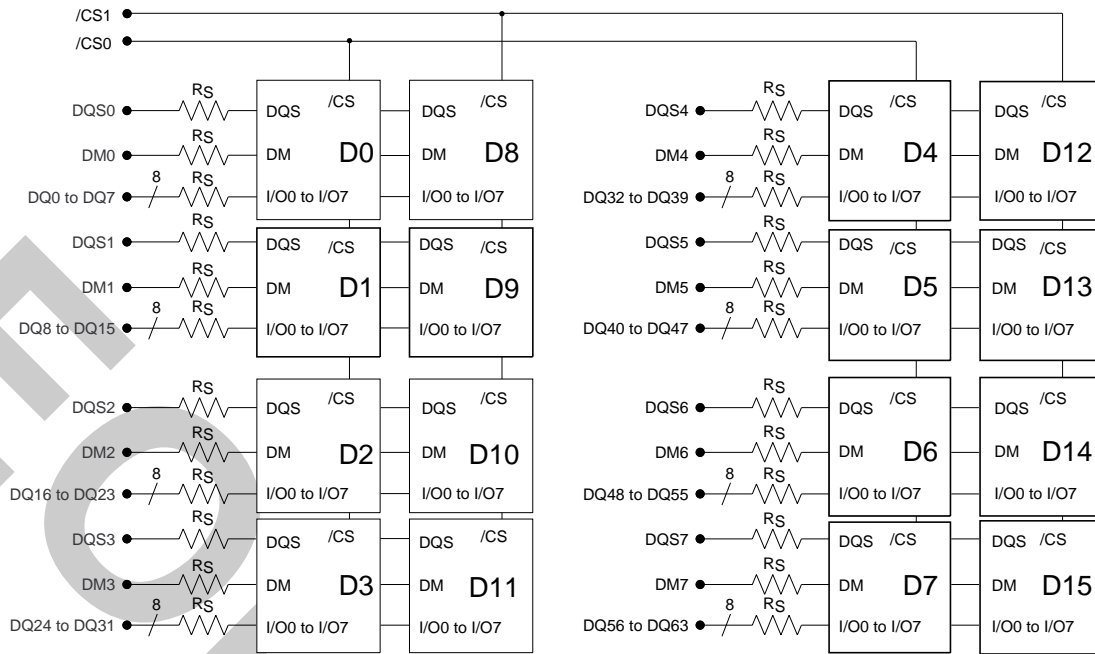 /CS1
/CS0
RS RS
DQS0 DQS /CS DQS /CS DQS4 DQS /CS DQS /CS
RS RS
DM0 DM D0 DM D8 DM4 DM D4 DM D12
8 RS 8 RS
DQ0 to DQ7 I/O0 to I/O7 I/O0 to I/O7 DQ32 to DQ39 I/O0 to I/O7 I/O0 to I/O7
RS RS
DQS1 DQS /CS DQS /CS DQS5 DQS /CS DQS /CS
RS RS
DM1 DM D1 DM D9 DM5 DM D5 DM D13
8 RS 8 RS
DQ8 to DQ15 I/O0 to I/O7 I/O0 to I/O7 DQ40 to DQ47 I/O0 to I/O7 I/O0 to I/O7
RS RS
DQS2 DQS /CS DQS /CS DQS6 DQS /CS DQS /CS
RS RS
DM2 DM D2 DM D10 DM6 DM D6 DM D14
8 RS 8 RS
DQ16 to DQ23 I/O0 to I/O7 I/O0 to I/O7 DQ48 to DQ55 I/O0 to I/O7 I/O0 to I/O7
RS RS
DQS3 DQS /CS DQS /CS DQS7 DQS /CS DQS /CS
RS RS
DM3 DM D3 DM D11 DM7 DM D7 DM D15
8 RS 8 RS
DQ24 to DQ31 I/O0 to I/O7 I/O0 to I/O7 DQ56 to DQ63 I/O0 to I/O7 I/O0 to I/O7